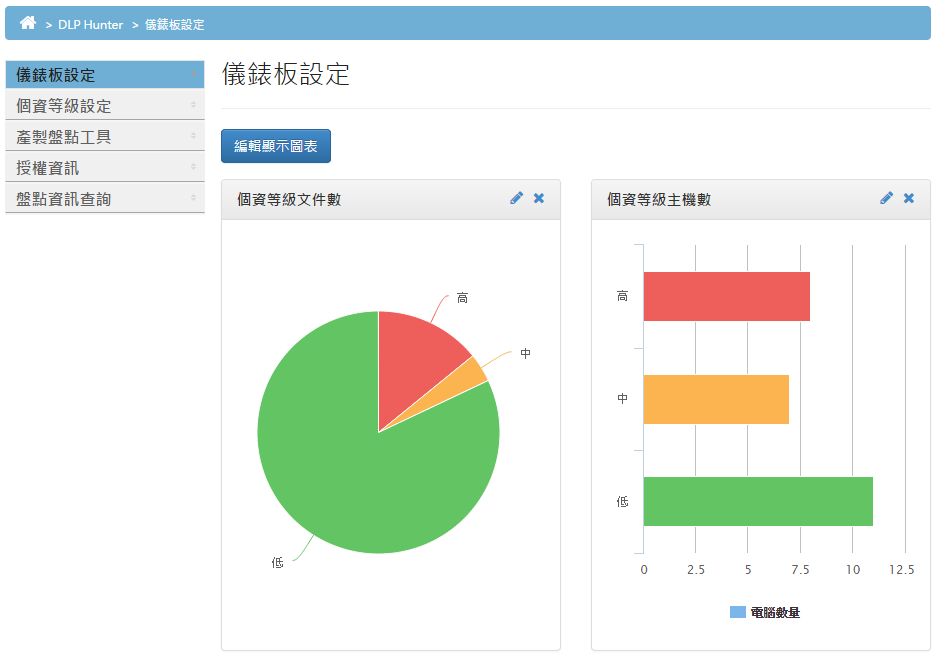 > DLP Hunter > 儀錶板設定
儀錶板設定
個資等級設定
產製盤點工具
授權資訊
盤點資訊查詢
儀錶板設定
編輯顯示圖表
個資等級文件數
高
中
低
個資等級主機數
高
中
低
0 2.5 5 7.5 10 12.5
電腦數量